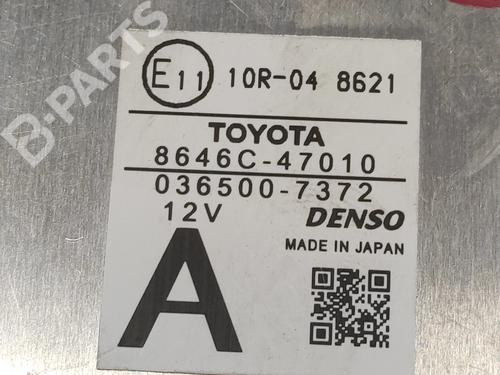 B-PARTS
E11 10R-04 8621
TOYOTA
8646C-47010
036500-7372
12V DENSO
MADE IN JAPAN
A